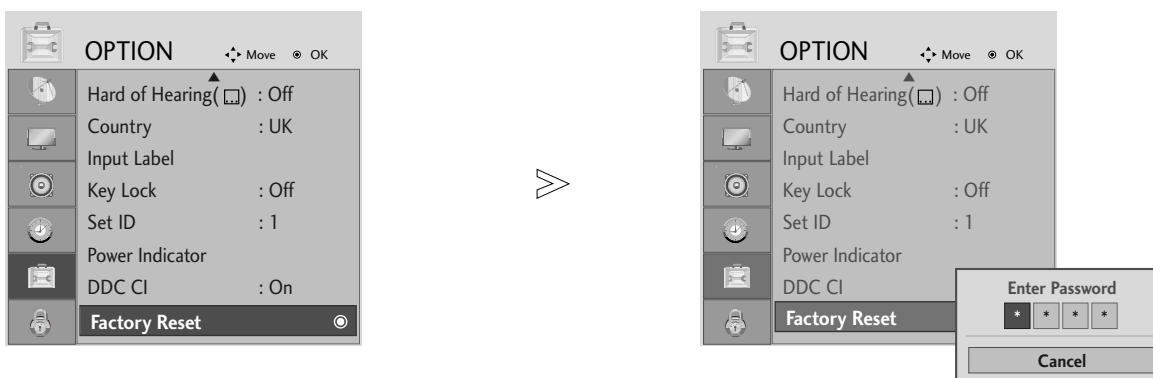 OPTION Move OK
Hard of Hearing( ) : Off
Country : UK
Input Label
Key Lock : Off
Set ID : 1
Power Indicator
DDC CI : On
Factory Reset
OPTION Move OK
Hard of Hearing( ) : Off
Country : UK
Input Label
Key Lock : Off
Set ID : 1
Power Indicator
DDC CI
Factory Reset
Enter Password
* * * *
Cancel